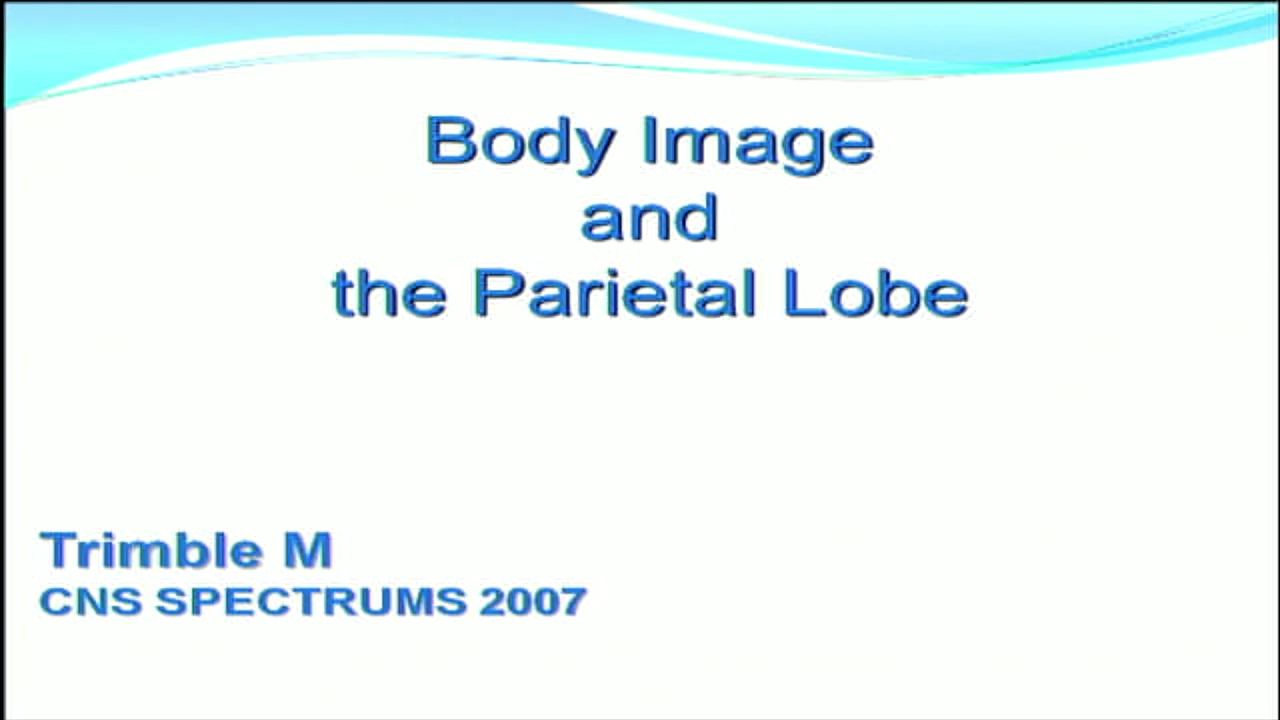 Body Image
and
the Parietal Lobe
Trimble M
CNS SPECTRUMS 2007